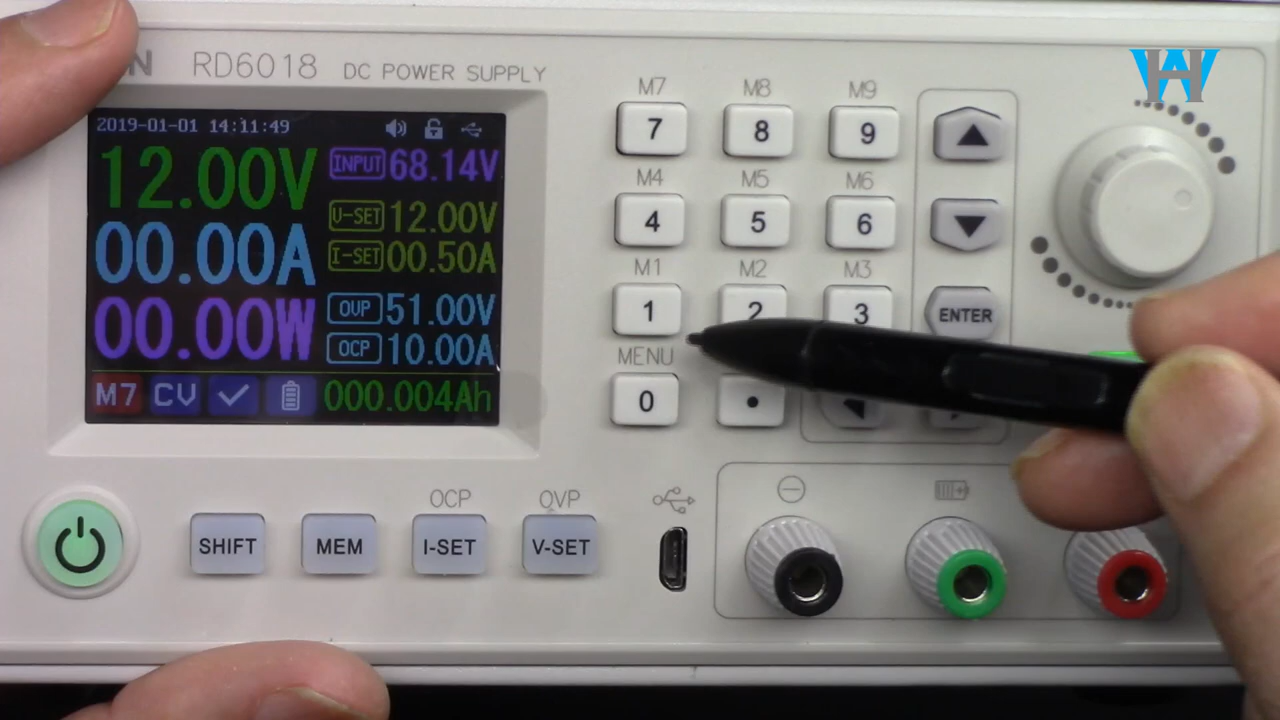 N RD6018 DC POWER SUPPLY
2019-01-01 14:11:49
12.00V
INPUT 68.14V
V-SET 12.00V
00.00A
I-SET 00.50A
00.00W
OVP 51.00V
OCP 10.00A
M7 CV 000.004Ah
M7 M8 M9
7 8 9
M4 M5 M6
4 5 6
M1 M2 M3
1 2 3 ENTER
MENU
0 .
OCP OVP
SHIFT MEM I-SET V-SET
WH